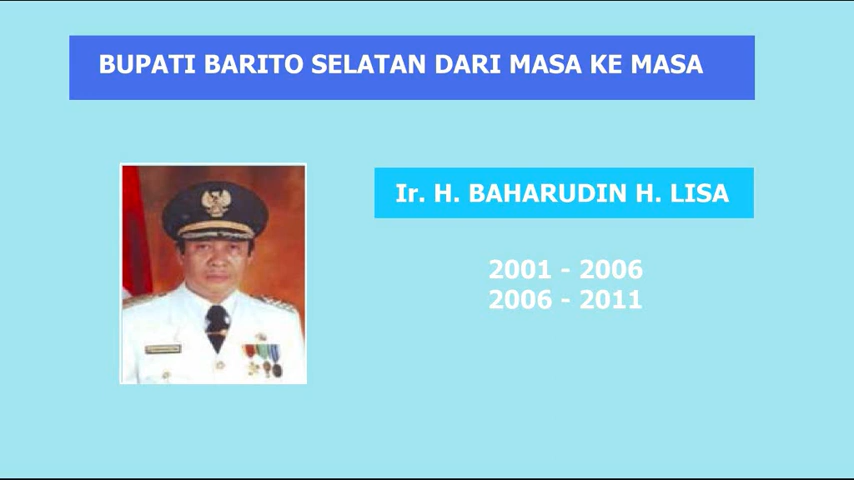 BUPATI BARITO SELATAN DARI MASA KE MASA
Ir. H. BAHARUDIN H. LISA
2001 - 2006
2006 - 2011